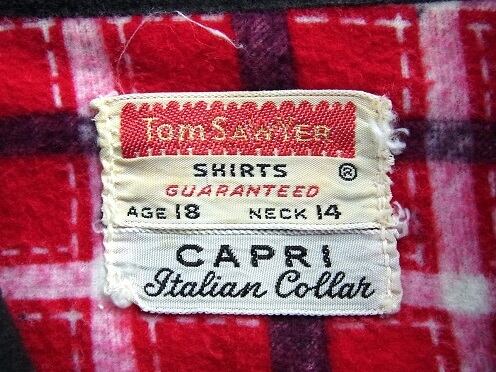 Tom Sawyer
SHIRTS ®
GUARANTEED
AGE 18 NECK 14
CAPRI
Italian Collar